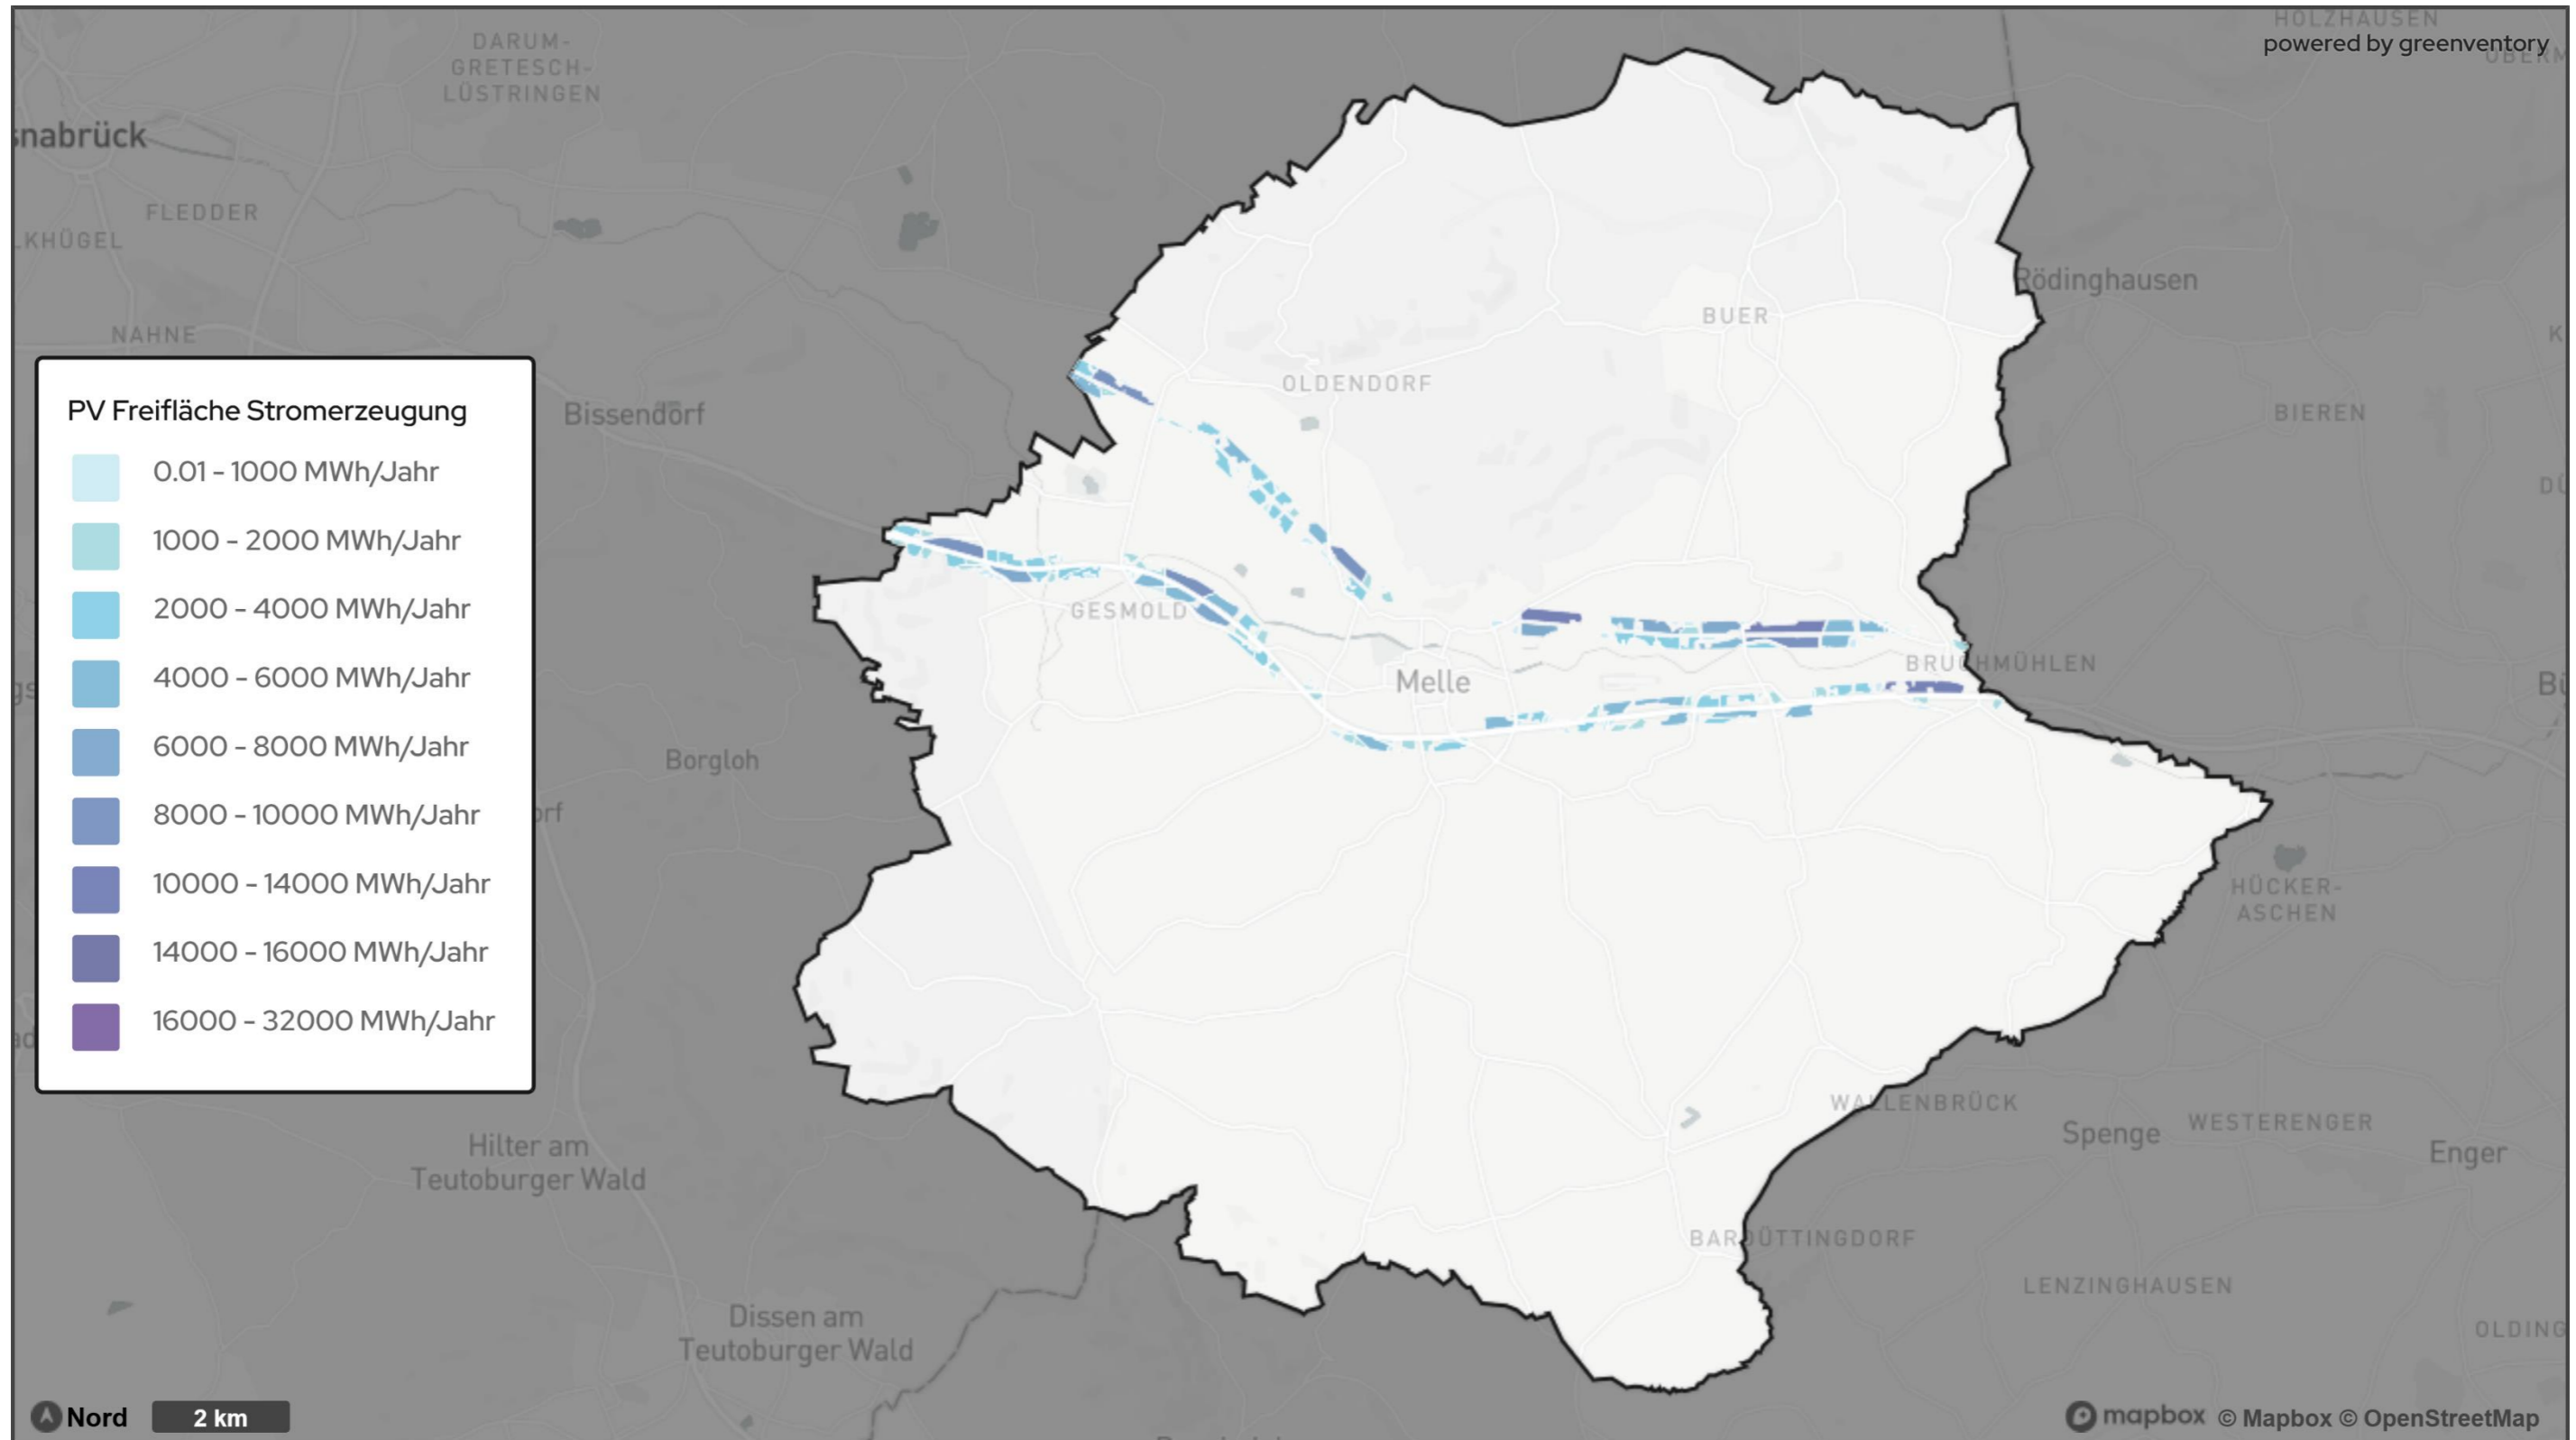 HOLZHAUSEN
powered by greenventory
DARUM-
GRETESCH-
LÜSTRINGEN
snabrück
FLEDDER
LKHÜGEL
NAHNE
Rödinghausen
BUER
OLDENDORF
BIEREN
Bissendorf
PV Freifläche Stromerzeugung
0.01 - 1000 MWh/Jahr
1000 - 2000 MWh/Jahr
2000 - 4000 MWh/Jahr
4000 - 6000 MWh/Jahr
6000 - 8000 MWh/Jahr
8000 - 10000 MWh/Jahr
10000 - 14000 MWh/Jahr
14000 - 16000 MWh/Jahr
16000 - 32000 MWh/Jahr
GESMOLD
Melle
BRUCHMÜHLEN
Borgloh
orf
HÜCKER-
ASCHEN
WALLENBRÜCK
Spenge
WESTERENGER
Enger
Hilter am
Teutoburger Wald
BARDÜTTINGDORF
LENZINGHAUSEN
Dissen am
Teutoburger Wald
OLDING
Nord
2 km
mapbox © Mapbox © OpenStreetMap